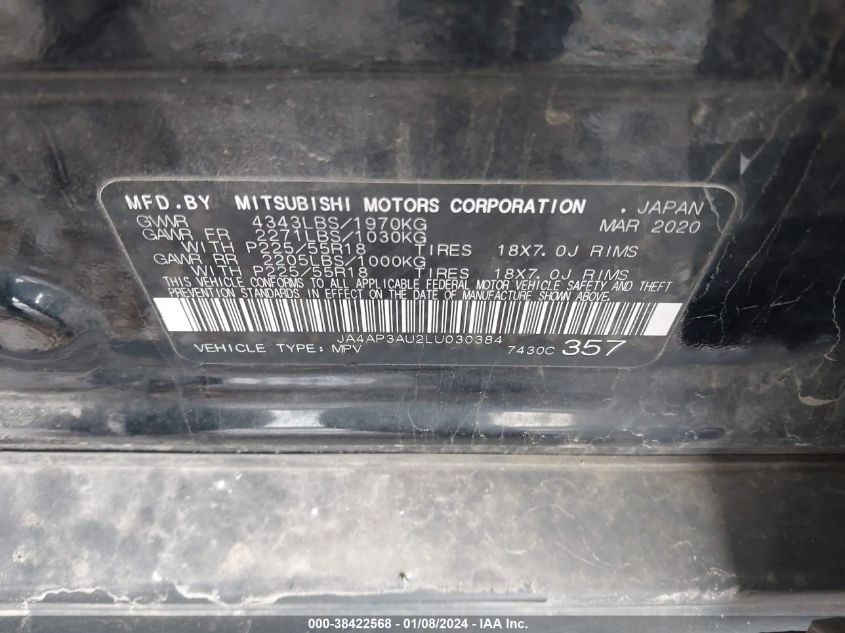 MFD.BY MITSUBISHI MOTORS CORPORATION . JAPAN
GVWR 4343LBS/1970KG MAR 2020
GAWR FR 2271LBS/1030KG
WITH P225/55R18 TIRES 18X7.0J RIMS
GAWR RR 2205LBS/1000KG
WITH P225/55R18 TIRES 18X7.0J RIMS
THIS VEHICLE CONFORMS TO ALL APPLICABLE FEDERAL MOTOR VEHICLE SAFETY AND THEFT
PREVENTION STANDARDS IN EFFECT ON THE DATE OF MANUFACTURE SHOWN ABOVE.
JA4AP3AU2LU030384
VEHICLE TYPE: MPV 7430C 357
000-38422568 - 01/08/2024 - IAA Inc.